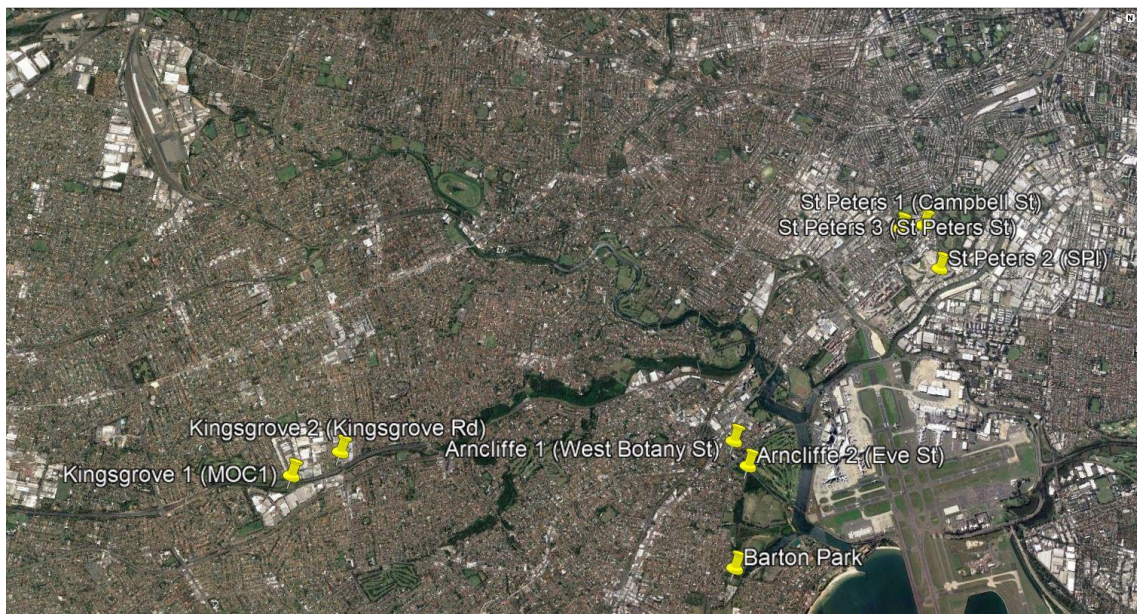 St Peters 1 (Campbell St)
St Peters 3 (St Peters St)
St Peters 2 (SPI)
Kingsgrove 2 (Kingsgrove Rd)
Arncliffe 1 (West Botany St)
Arncliffe 2 (Eve St)
Kingsgrove 1 (MOC1)
Barton Park